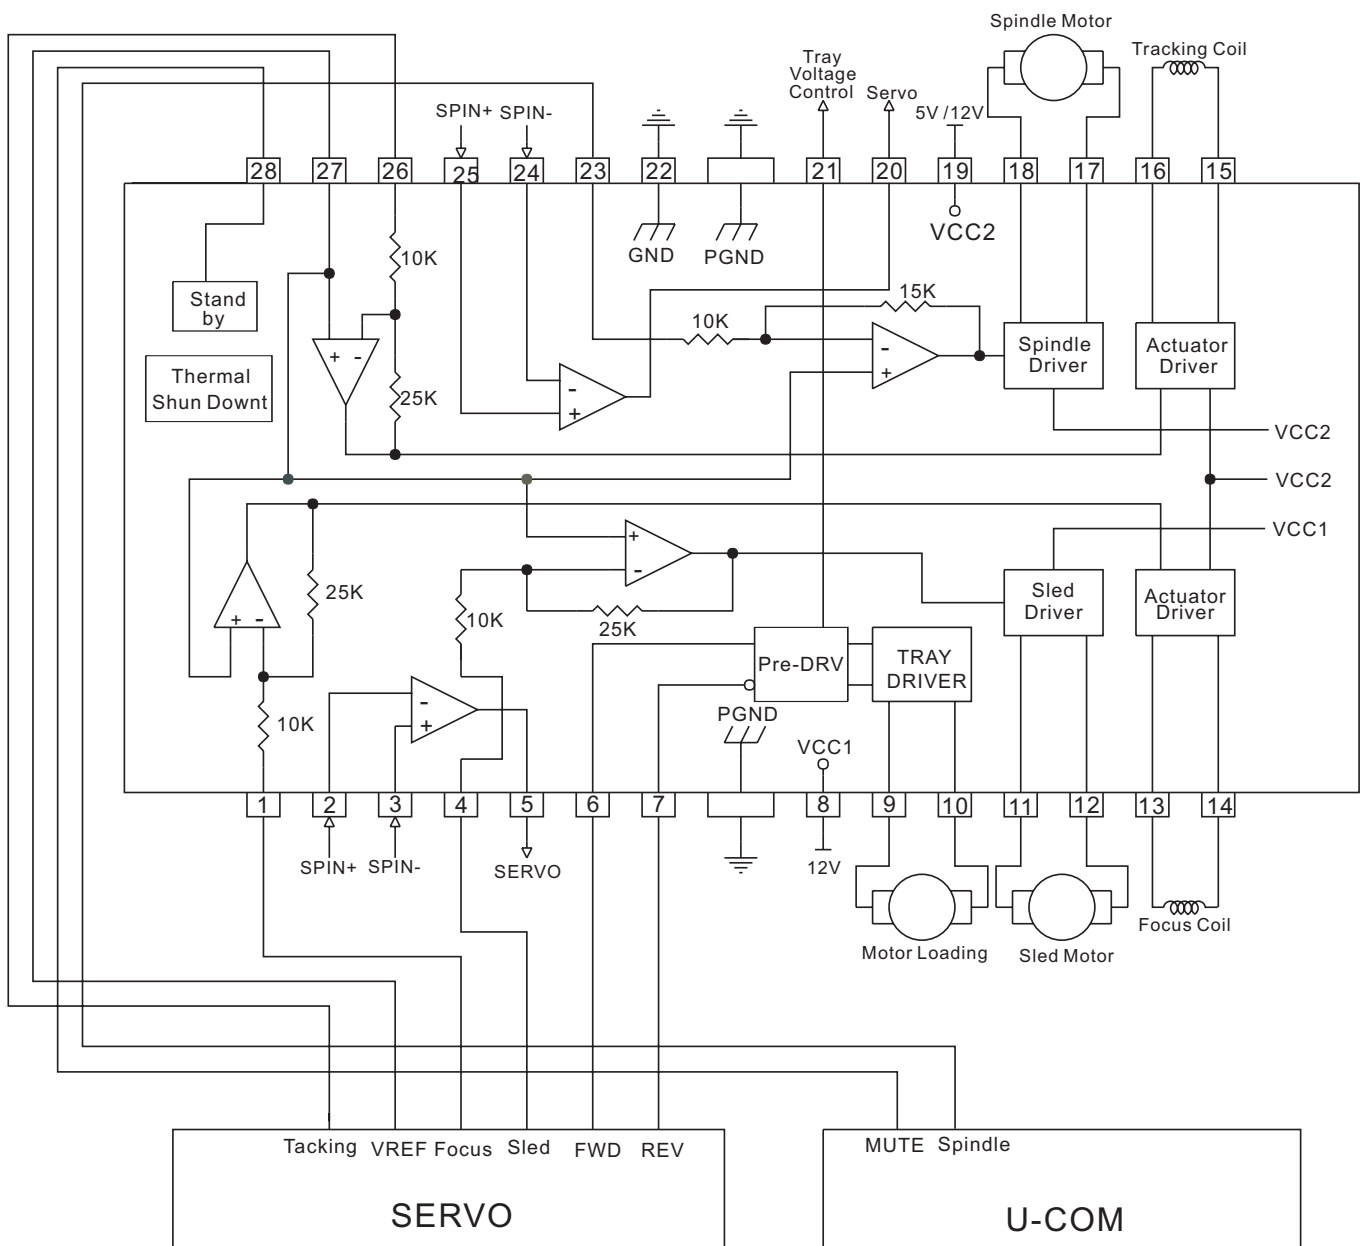 Spindle Motor
Tracking Coil
Tray
Voltage
Control
Servo
5V /12V
SPIN+
SPIN-
28
27
26
25
24
23
22
21
20
19
18
17
16
15
VCC2
GND
PGND
10K
Stand
by
15K
10K
Thermal
Shun Downt
+ -
25K
-
+
-
+
Spindle
Driver
Actuator
Driver
VCC2
VCC2
VCC1
+
-
25K
10K
25K
+ -
Sled
Driver
Actuator
Driver
Pre-DRV
TRAY
DRIVER
10K
-
+
PGND
VCC1
1
2
3
4
5
6
7
8
9
10
11
12
13
14
SPIN+
SPIN-
SERVO
12V
Motor Loading
Sled Motor
Focus Coil
Tacking
VREF
Focus
Sled
FWD
REV
MUTE
Spindle
SERVO
U-COM